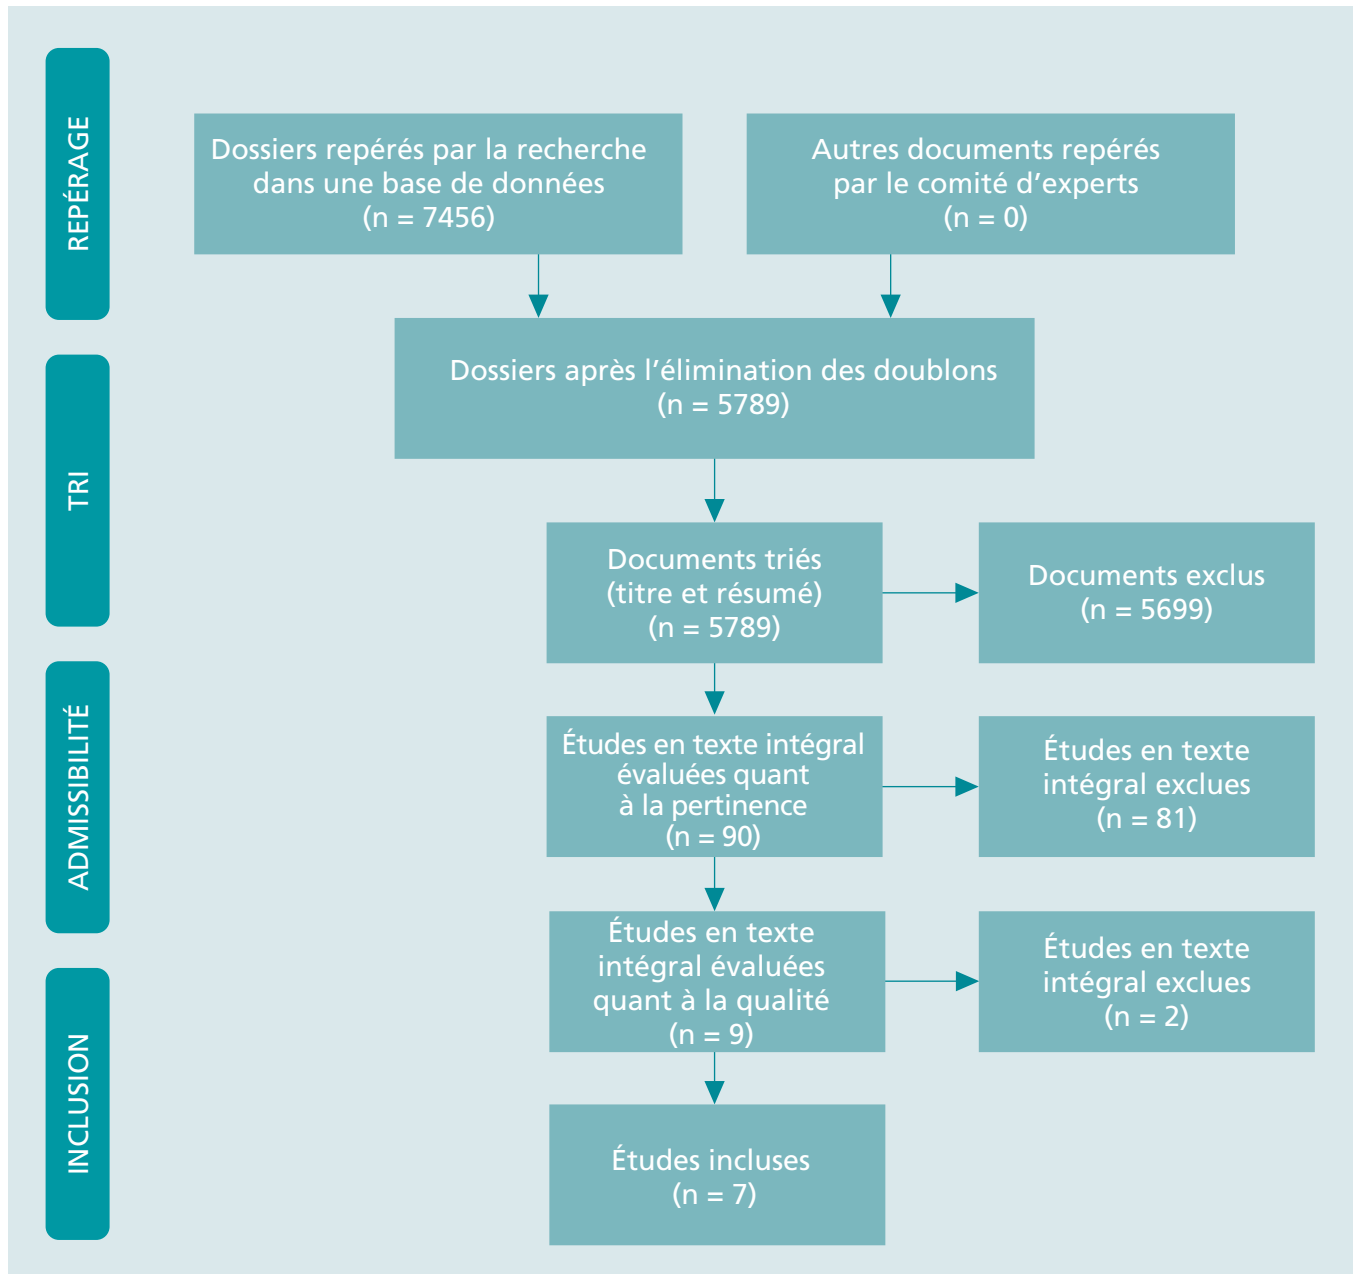 REPÉRAGE
Dossiers repérés par la recherche
dans une base de données
(n = 7456)
Autres documents repérés
par le comité d'experts
(n = 0)
TRI
Dossiers après l'élimination des doublons
(n = 5789)
Documents triés
(titre et résumé)
(n = 5789)
Documents exclus
(n = 5699)
ADMISSIBILITÉ
Études en texte intégral
évaluées quant
à la pertinence
(n = 90)
Études en texte
intégral exclues
(n = 81)
Études en texte
intégral évaluées
quant à la qualité
(n = 9)
Études en texte
intégral exclues
(n = 2)
INCLUSION
Études incluses
(n = 7)